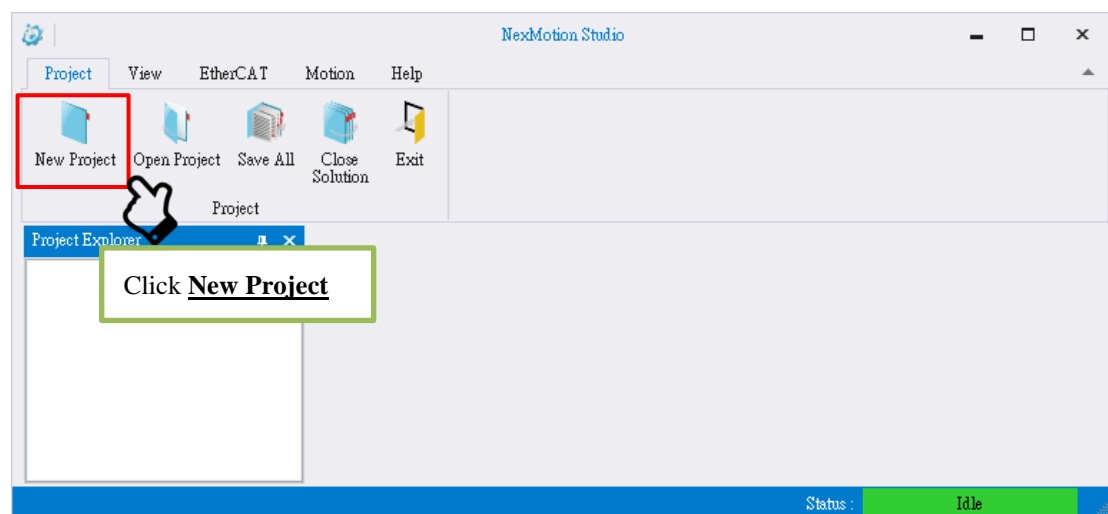 NexMotion Studio
Project View EtherCAT Motion Help
New Project Open Project Save All Close Solution Exit
Project
Project Explorer
Click New Project
Status : Idle